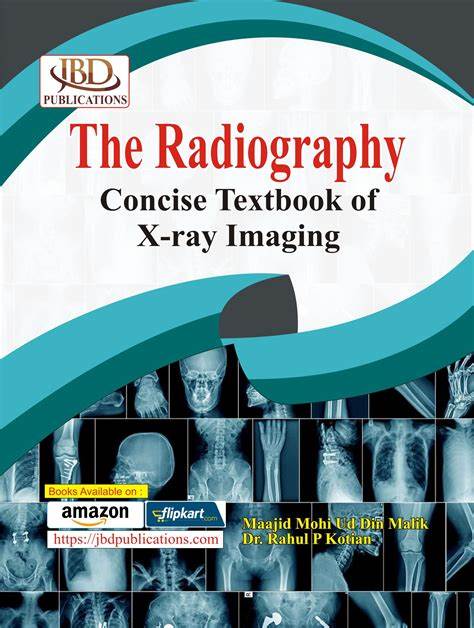 JBD
PUBLICATIONS
The Radiography
Concise Textbook of
X-ray Imaging
Books Available on :
amazon
flipkart.com
https://jbdpublications.com
Maajid Mohi Ud Din Malik
Dr. Rahul P Kotian